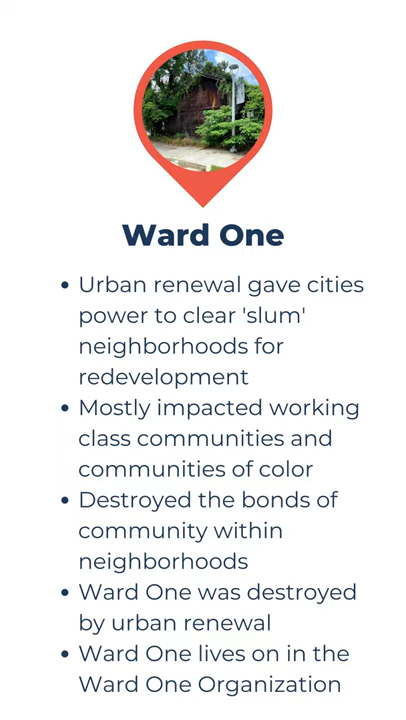 Ward One
• Urban renewal gave cities
power to clear 'slum'
neighborhoods for
redevelopment
• Mostly impacted working
class communities and
communities of color
• Destroyed the bonds of
community within
neighborhoods
• Ward One was destroyed
by urban renewal
• Ward One lives on in the
Ward One Organization